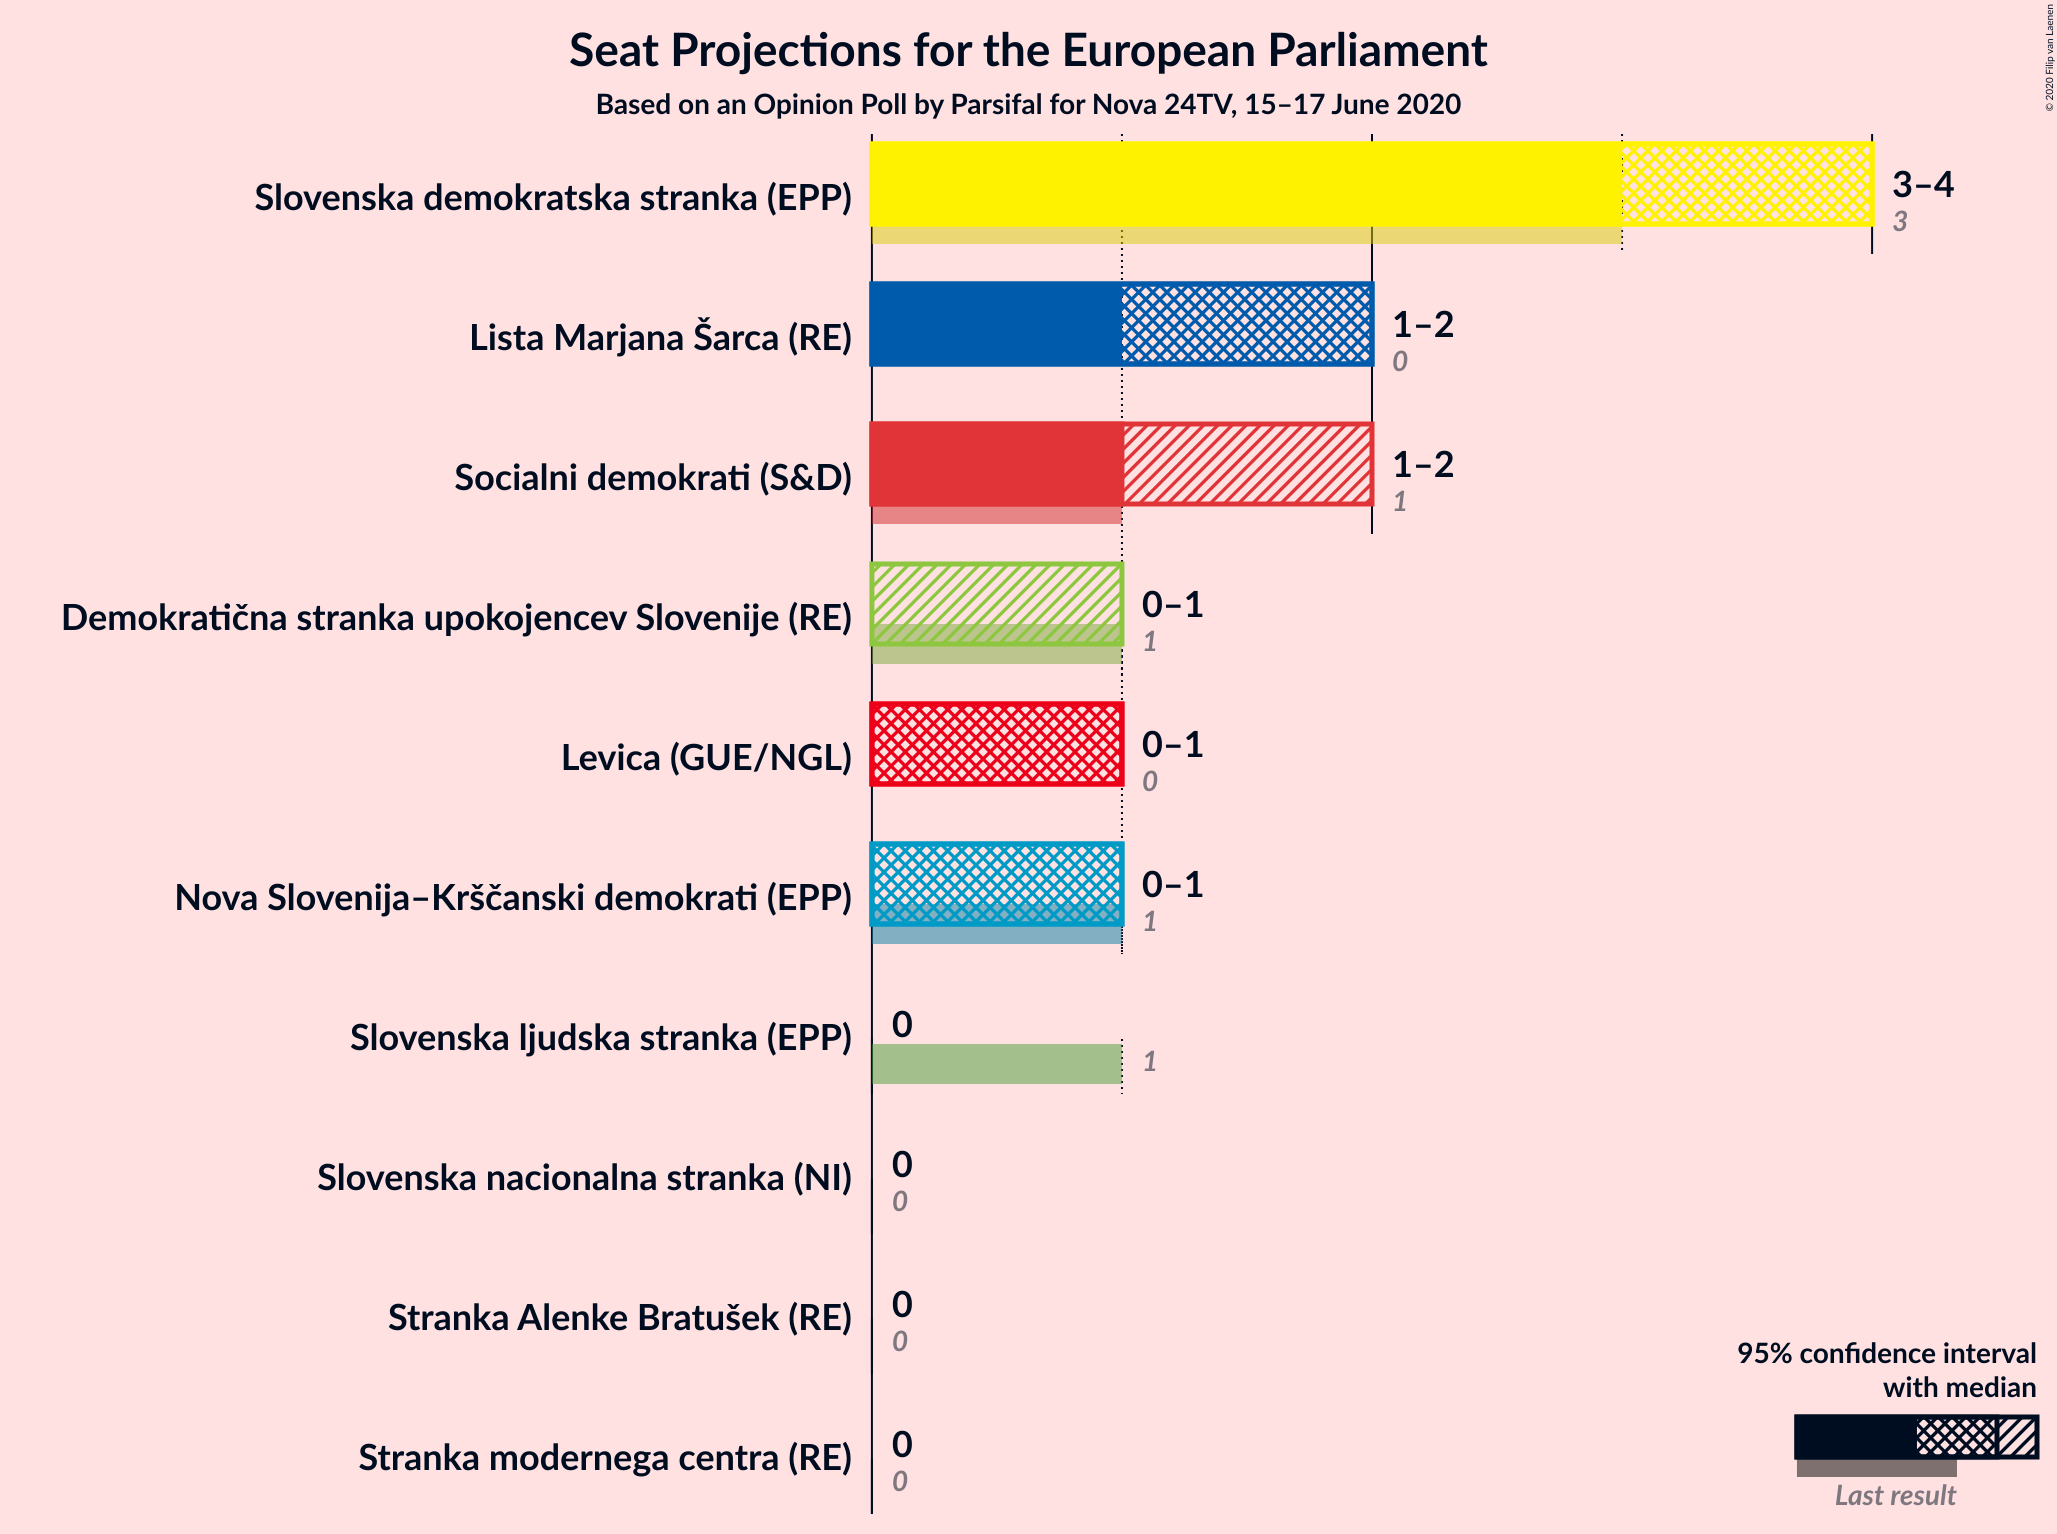 Seat Projections for the European Parliament
Based on an Opinion Poll by Parsifal for Nova 24TV, 15–17 June 2020
© 2020 Filip van Laenen
Slovenska demokratska stranka (EPP)
3–4
3
Lista Marjana Šarca (RE)
1–2
0
Socialni demokrati (S&D)
1–2
1
Demokratična stranka upokojencev Slovenije (RE)
0–1
1
Levica (GUE/NGL)
0–1
0
Nova Slovenija–Krščanski demokrati (EPP)
0–1
1
Slovenska ljudska stranka (EPP)
0
1
Slovenska nacionalna stranka (NI)
0
0
Stranka Alenke Bratušek (RE)
0
0
Stranka modernega centra (RE)
0
0
95% confidence interval
with median
Last result